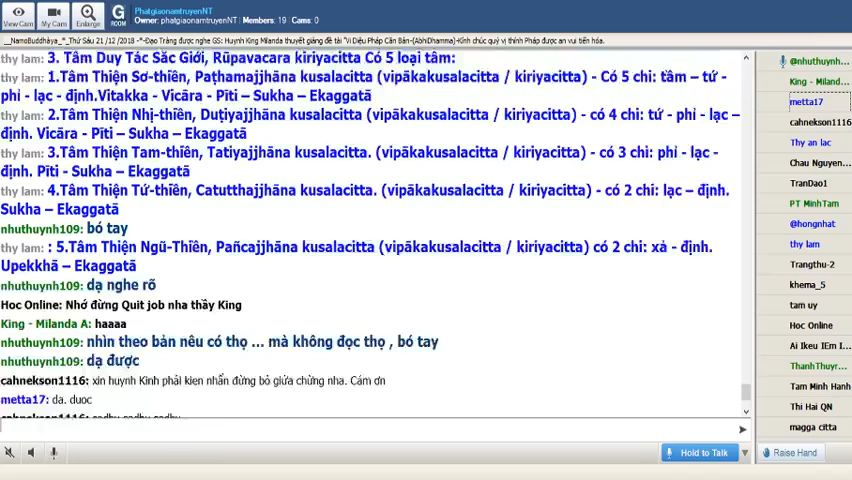 View Cam
My Cam
Enlarge
G
ROOM
PhatgiaonamtruyenNT
Owner: phatgiaonamtruyenNT | Members: 19 | Cams: 0
__NamoBuddhàya_*_Thứ Sáu 21/12/2018 -*-Đạo Tràng được nghe GS: Huynh King Milanda thuyết giảng đề tài "Vi Diệu Pháp Căn Bản-(AbhiDhamma)-Kính chúc quý vị thính Pháp được an vui tiến hóa.
thy lam: 3. Tâm Duy Tác Sắc Giới, Rūpavacara kiriyacitta Có 5 loại tâm:
thy lam: 1.Tâm Thiện Sơ-thiền, Paṭhamajjhāna kusalacitta (vipākakusalacitta / kiriyacitta) - Có 5 chi: tầm – tứ -
phỉ - lạc - định.Vitakka - Vicāra - Pīti – Sukha – Ekaggatā
thy lam: 2.Tâm Thiện Nhị-thiền, Duṭiyajjhāna kusalacitta (vipākakusalacitta / kiriyacitta) - có 4 chi: tứ - phỉ - lạc –
định. Vicāra - Pīti – Sukha - Ekaggatā
thy lam: 3.Tâm Thiện Tam-thiền, Tatiyajjhāna kusalacitta (vipākakusalacitta / kiriyacitta) - có 3 chi: phỉ - lạc -
định. Pīti - Sukha - Ekaggatā
thy lam: 4.Tâm Thiện Tứ-thiền, Catutthajjhāna kusalacitta. (vipākakusalacitta / kiriyacitta) - có 2 chi: lạc – định.
Sukha – Ekaggatā
nhuthuynh109: bó tay
thy lam: : 5.Tâm Thiện Ngũ-Thiền, Pañcajjhāna kusalacitta (vipākakusalacitta / kiriyacitta) có 2 chi: xả - định.
Upekkhā – Ekaggatā
nhuthuynh109: dạ nghe rõ
Hoc Online: Nhớ đừng Quit job nha thầy King
King - Milanda A: haaaa
nhuthuynh109: nhìn theo bản nêu có thọ ... mà không đọc thọ , bó tay
nhuthuynh109: dạ được
cahnekson1116: xin huynh Kinh phải kien nhẩn đừng bỏ giửa chừng nha. Cám ơn
metta17: da. duoc
cahnekson1116: sadhu sadhu sadhu
@nhuthuynh...
King - Miland...
metta17
cahnekson1116
Thy an lac
Chau Nguyen...
TranDao1
PT MinhTam
@hongnhat
thy lam
Trangthu-2
khema_5
tam uy
Hoc Online
Ai Ikeu IEm I...
ThanhThuyr...
Tam Minh Hanh
Thi Hai QN
magga citta
Hold to Talk
Raise Hand